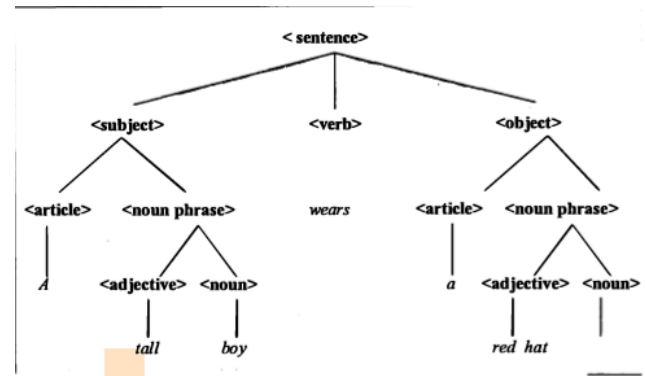 < sentence>
<subject> <verb> <object>
<article> <noun phrase> wears <article> <noun phrase>
A <adjective> <noun> a <adjective> <noun>
tall boy red hat